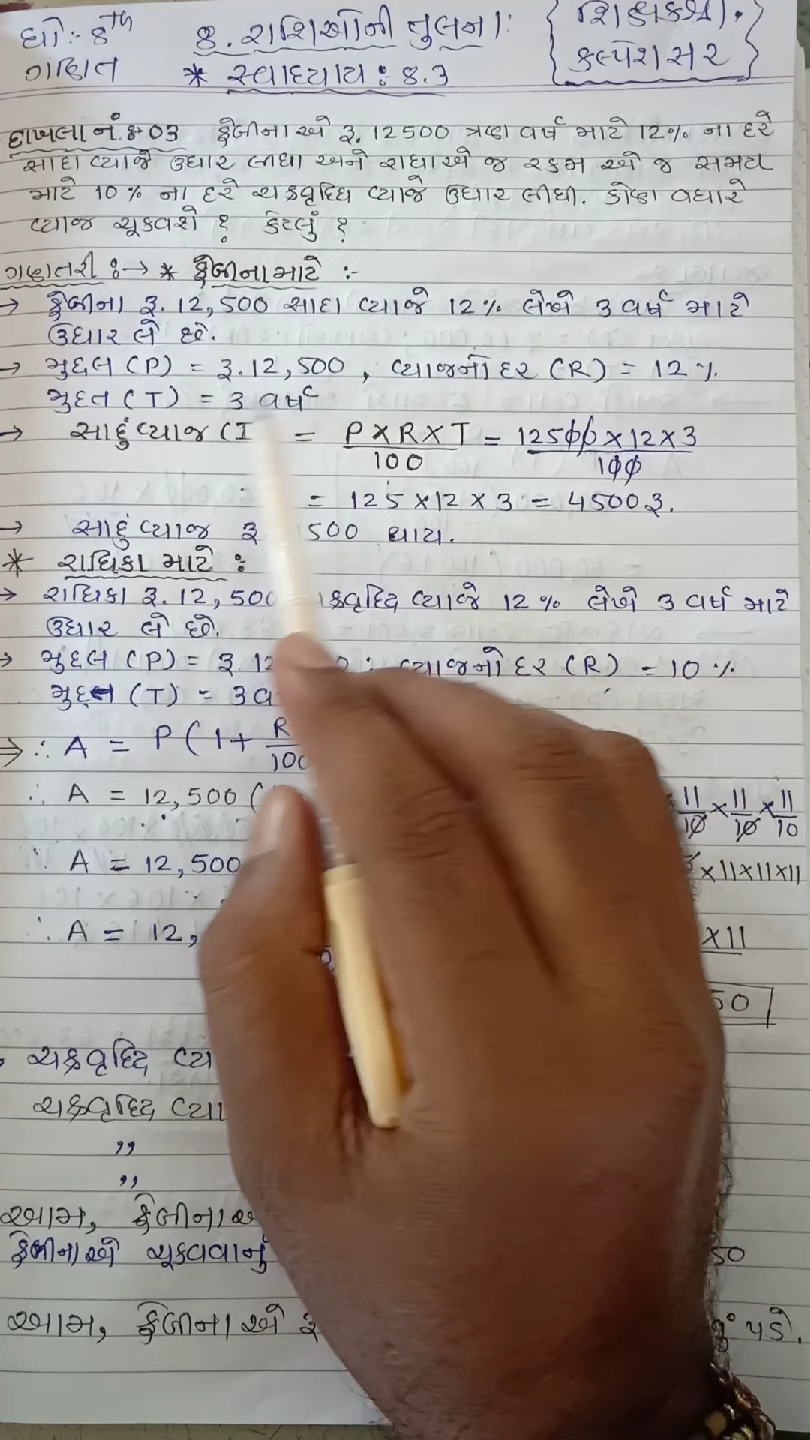 ધો:- 8th
8. રાશિઓની તુલના:
શિક્ષકશ્રી.
ગણિત
* સ્વાધ્યાય : 8.3
કલ્પેશ સર
દાખલા નં.:- 03 ફેબીનાએ રૂ. 12500 ત્રણ વર્ષ માટે 12% ના દરે
સાદા વ્યાજે ઉધાર લીધા અને રાધાએ જ રકમ એ જ સમય
માટે 10 % ના દરે ચક્રવૃધ્ધિ વ્યાજે ઉધાર લીધી. કોણ વધારે
વ્યાજ ચૂકવશે ? કેટલું ?
ગણતરી :→ * ફેબીના માટે :-
→ ફેબીના રૂ. 12,500 સાદા વ્યાજે 12% લેખે 3 વર્ષ માટે
ઉધાર લે છે.
→ મુદ્દલ (P) = રૂ.12,500 , વ્યાજનો દર (R) = 12 %
મુદત (T) = 3 વર્ષ
→ સાદું વ્યાજ (I = P X R X T = 12500 x 12 x 3
100 100
= 125 x 12 x 3 = 4500 રૂ.
→ સાદું વ્યાજ રૂ 500 થાય.
* રાધિકા માટે :
→ રાધિકા રૂ. 12,500 ક્રવૃધ્ધિ વ્યાજે 12 % લેખે 3 વર્ષ માટે
ઉધાર લે છે.
→ મુદ્દલ (P) = રૂ 12 વ્યાજનો દર (R) = 10 %
મુદ્દત (T) = 3 વ
⇒ ∴ A = P (1 + R
100
∴ A = 12,500 ( 11 x 11 x 11
10 10 10
∴ A = 12,500 x 11 x 11 x 11
∴ A = 12, x 11
50
ચક્રવૃધ્ધિ વ્યા
ચક્રવૃધ્ધિ વ્યા
,,
,,
આમ, ફેબીનાએ
ફેબીનાએ ચૂકવવાનું 50
આમ, ફેબીના એ રૂ પડે.